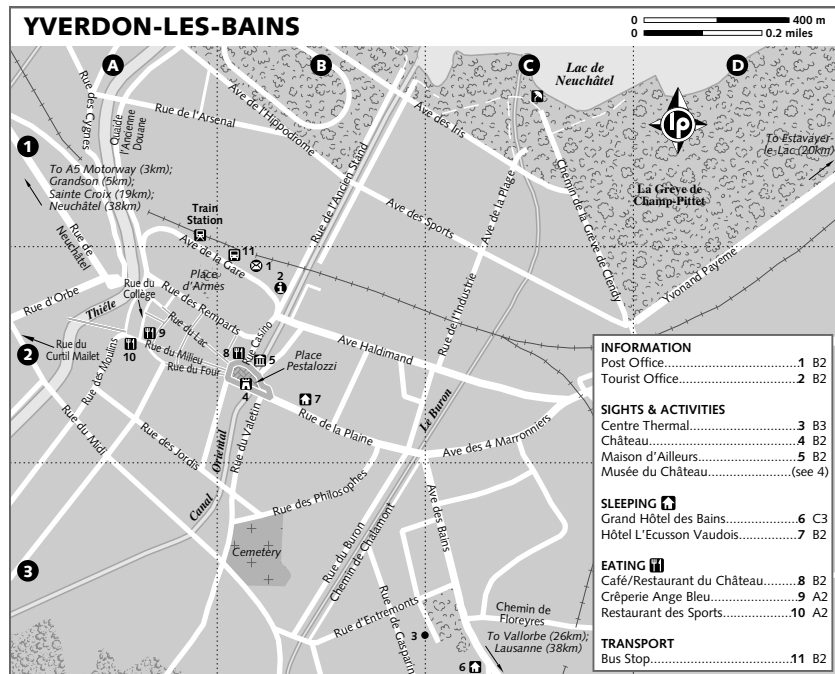 YVERDON-LES-BAINS
0 400 m
0 0.2 miles
A
B
C
D
1
2
3
Lac de
Neuchâtel
Rue des Cygnes
Quaide
l'Ancienne
Douane
Rue de l'Arsenal
Ave de l'Hippodrome
Ave des Iris
Rue de l'Ancien Stand
lp
To Estavayer-
le-Lac (20km)
To A5 Motorway (3km);
Grandson (5km);
Sainte Croix (19km);
Neuchâtel (38km)
Train
Station
Ave des Sports
Ave de la Plage
Chemin de la Grève de Clendy
La Grève de
Champ-Pittet
Rue de
Neuchâtel
Ave de la Gare
11
1
2
Place
d'Armes
Yvonand Payerne
Rue d'Orbe
Thièle
Rue du
Collège
Rue des Remparts
Rue de l'Industrie
Rue du
Curtil Mailet
9
10
Rue du Lac
Rue du Milieu
Rue du Four
Rue des Moulins
8
Rue Casino
5
4
Place
Pestalozzi
Ave Haldimand
7
Rue du Midi
Rue des Jordis
Canal Oriental
Rue du Valetin
Rue de la Plaine
Le Buron
Ave des 4 Marronniers
Rue des Philosophes
Ave des Bains
Cemetery
Rue du Buron
Chemin de Chalamont
Rue d'Entremonts
Rue de Gasparin
3
6
Chemin de
Floreyres
To Vallorbe (26km);
Lausanne (38km)
INFORMATION
Post Office 1 B2
Tourist Office 2 B2
SIGHTS & ACTIVITIES
Centre Thermal 3 B3
Château 4 B2
Maison d'Ailleurs 5 B2
Musée du Château (see 4)
SLEEPING
Grand Hôtel des Bains 6 C3
Hôtel L'Ecusson Vaudois 7 B2
EATING
Café/Restaurant du Château 8 B2
Crêperie Ange Bleu 9 A2
Restaurant des Sports 10 A2
TRANSPORT
Bus Stop 11 B2